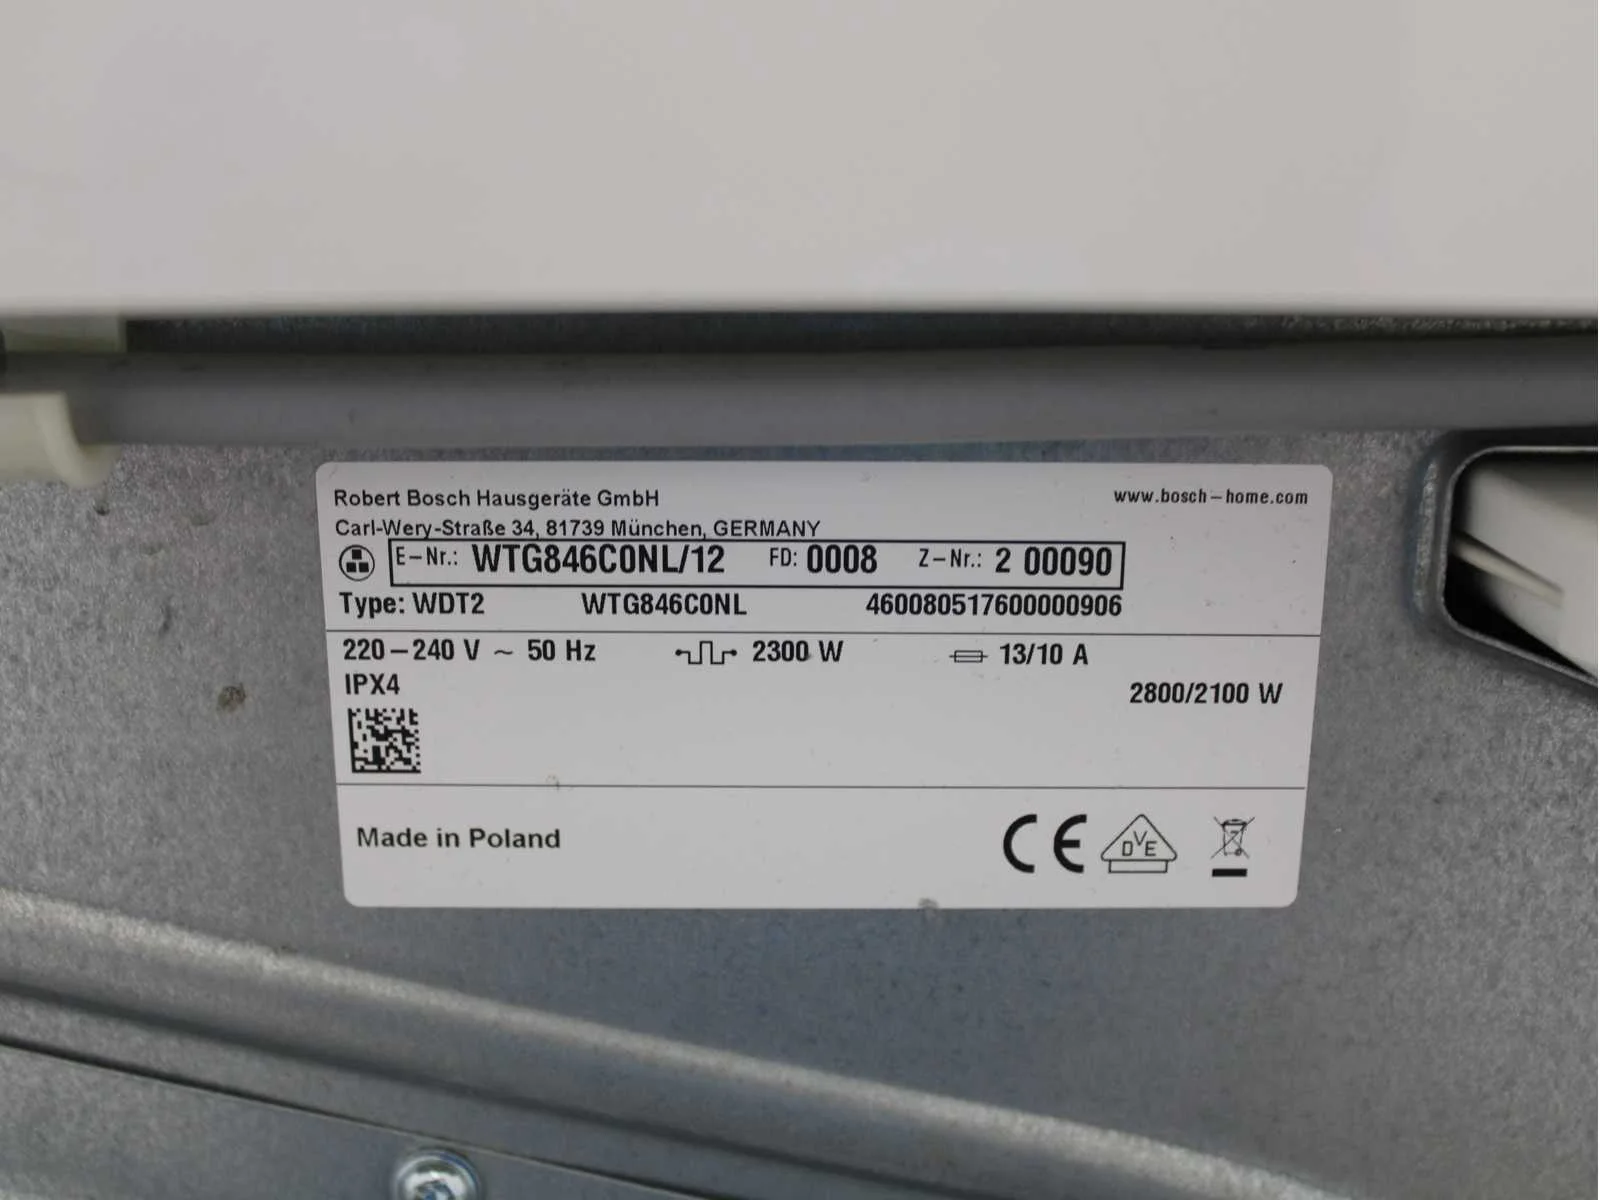 Robert Bosch Hausgeräte GmbH www.bosch-home.com
Carl-Wery-Straße 34, 81739 München, GERMANY
E-Nr.: WTG846C0NL/12 FD: 0008 Z-Nr.: 2 00090
Type: WDT2 WTG846C0NL 460080517600000906
220-240 V ~ 50 Hz 2300 W 13/10 A
IPX4
2800/2100 W
Made in Poland CE DVE